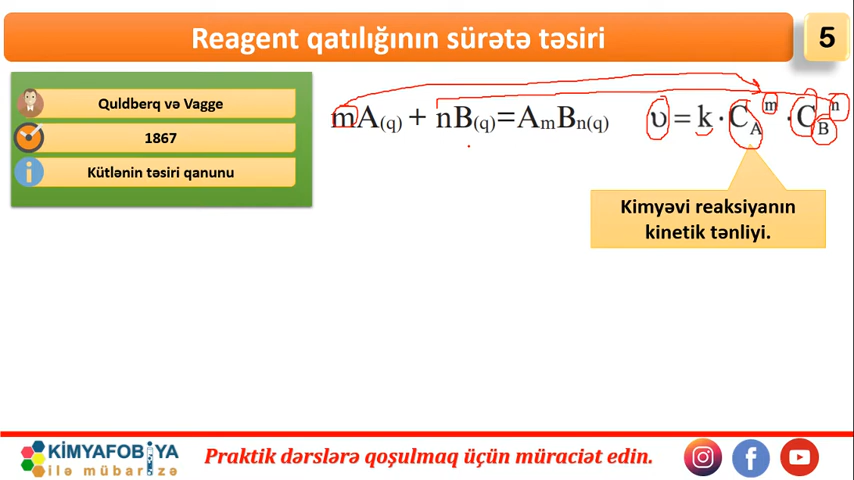 Reagent qatılığının sürətə təsiri
5
Quldberq və Vagge
1867
Kütlənin təsiri qanunu
mA(q) + nB(q)=AmBn(q)
υ = k · CA^m · CB^n
Kimyəvi reaksiyanın
kinetik tənliyi.
KİMYAFOBİYA
ilə mübarizə
Praktik dərslərə qoşulmaq üçün müraciət edin.